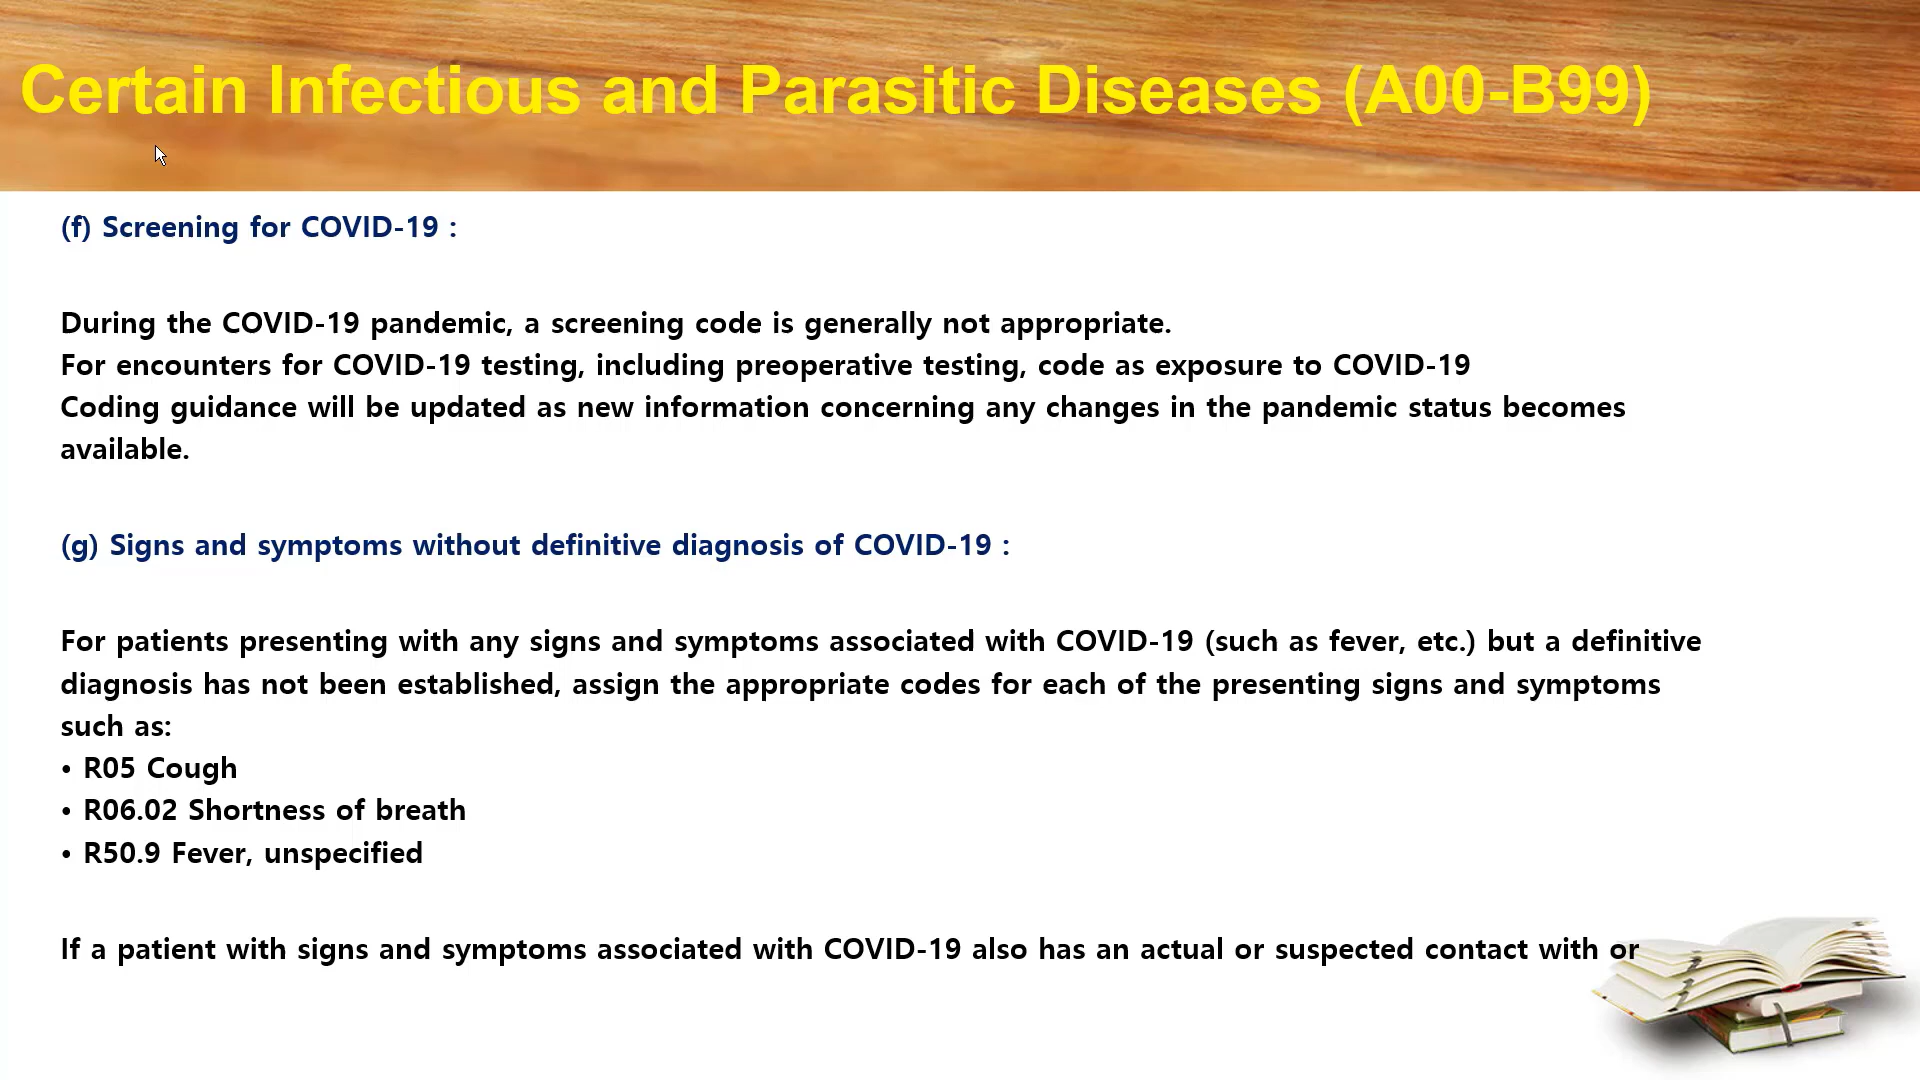 Certain Infectious and Parasitic Diseases (A00-B99)
(f) Screening for COVID-19 :
During the COVID-19 pandemic, a screening code is generally not appropriate.
For encounters for COVID-19 testing, including preoperative testing, code as exposure to COVID-19
Coding guidance will be updated as new information concerning any changes in the pandemic status becomes
available.
(g) Signs and symptoms without definitive diagnosis of COVID-19 :
For patients presenting with any signs and symptoms associated with COVID-19 (such as fever, etc.) but a definitive
diagnosis has not been established, assign the appropriate codes for each of the presenting signs and symptoms
such as:
• R05 Cough
• R06.02 Shortness of breath
• R50.9 Fever, unspecified
If a patient with signs and symptoms associated with COVID-19 also has an actual or suspected contact with or